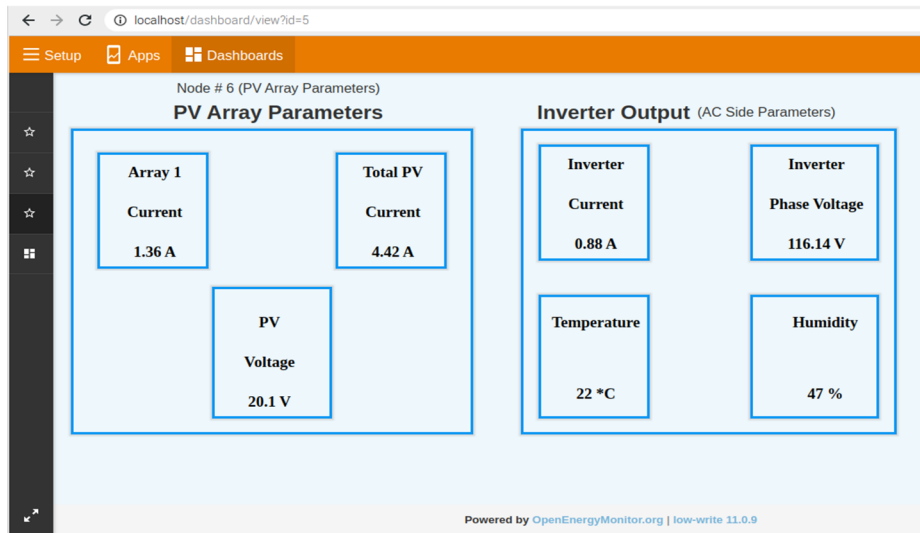 localhost/dashboard/view?id=5
Setup Apps Dashboards
Node # 6 (PV Array Parameters)
PV Array Parameters
Array 1
Current
1.36 A
Total PV
Current
4.42 A
PV
Voltage
20.1 V
Inverter Output (AC Side Parameters)
Inverter
Current
0.88 A
Inverter
Phase Voltage
116.14 V
Temperature
22 *C
Humidity
47 %
Powered by OpenEnergyMonitor.org | low-write 11.0.9